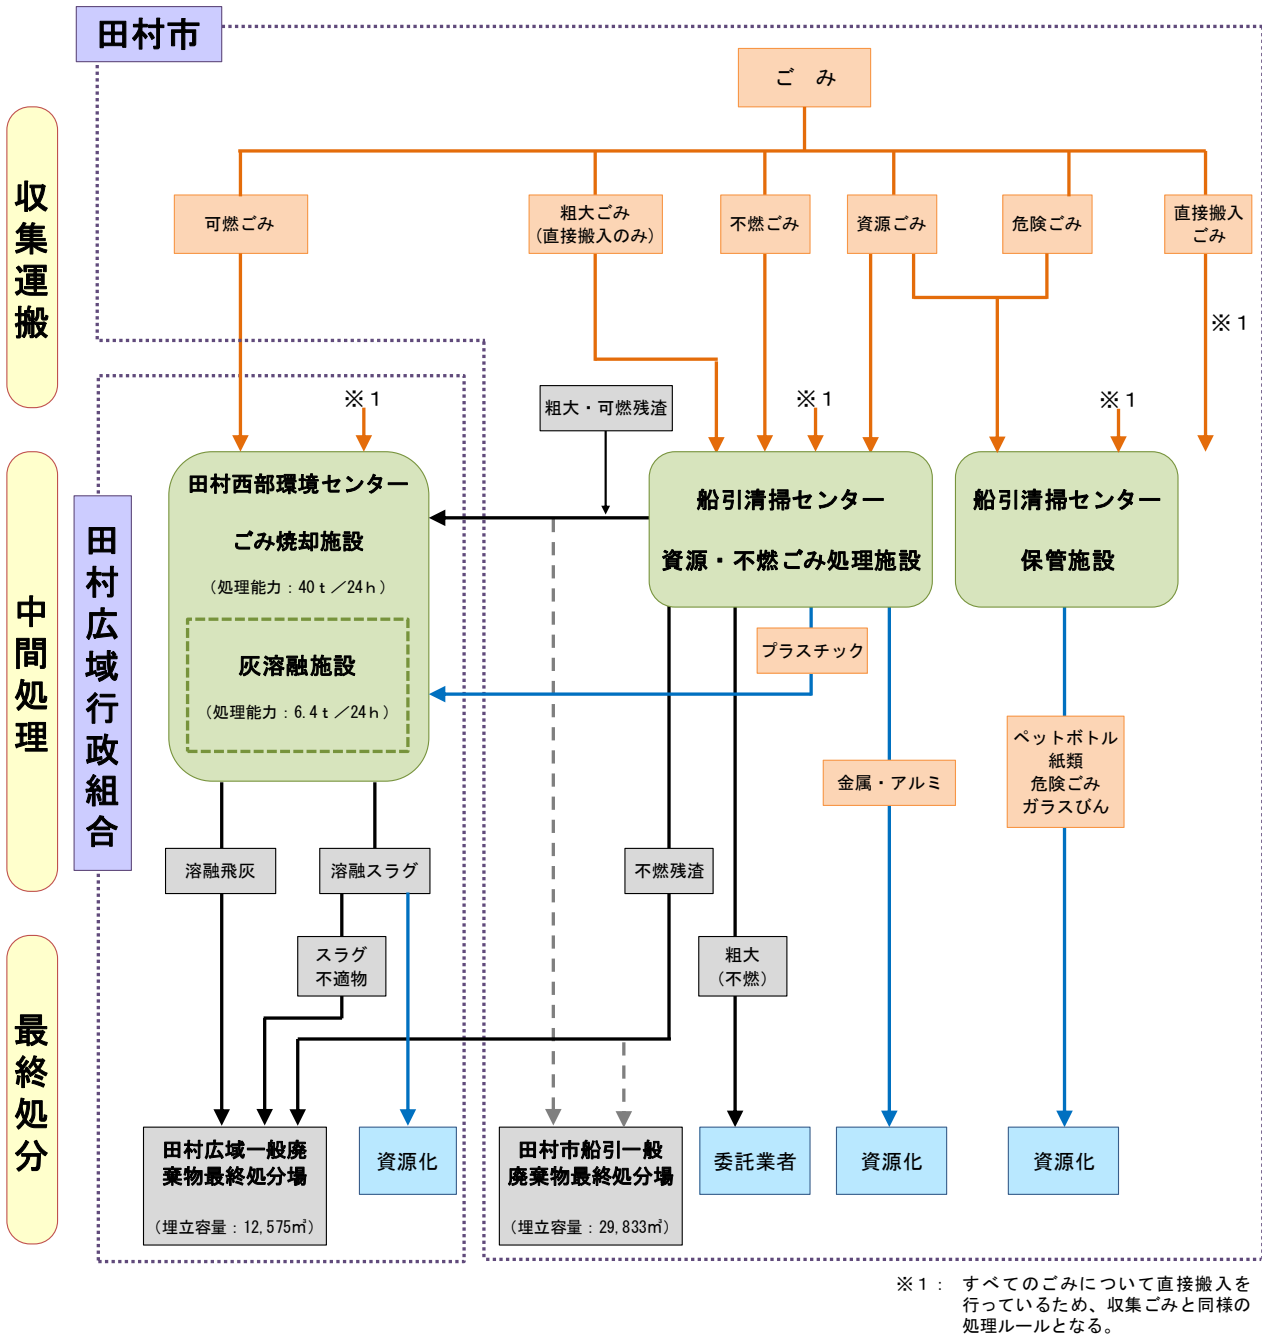 田村市
ご　み
収集運搬
可燃ごみ
粗大ごみ
(直接搬入のみ)
不燃ごみ
資源ごみ
危険ごみ
直接搬入
ごみ
※１
※１
粗大・可燃残渣
※１
※１
中間処理
田村広域行政組合
田村西部環境センター
ごみ焼却施設
（処理能力：40ｔ／24ｈ）
灰溶融施設
（処理能力：6.4ｔ／24ｈ）
船引清掃センター
資源・不燃ごみ処理施設
船引清掃センター
保管施設
プラスチック
ペットボトル
紙類
危険ごみ
ガラスびん
金属・アルミ
溶融飛灰
溶融スラグ
不燃残渣
スラグ
不適物
粗大
（不燃）
最終処分
田村広域一般廃
棄物最終処分場
（埋立容量：12,575㎥）
資源化
田村市船引一般
廃棄物最終処分場
（埋立容量：29,833㎥）
委託業者
資源化
資源化
※１：　すべてのごみについて直接搬入を
行っているため、収集ごみと同様の
処理ルールとなる。